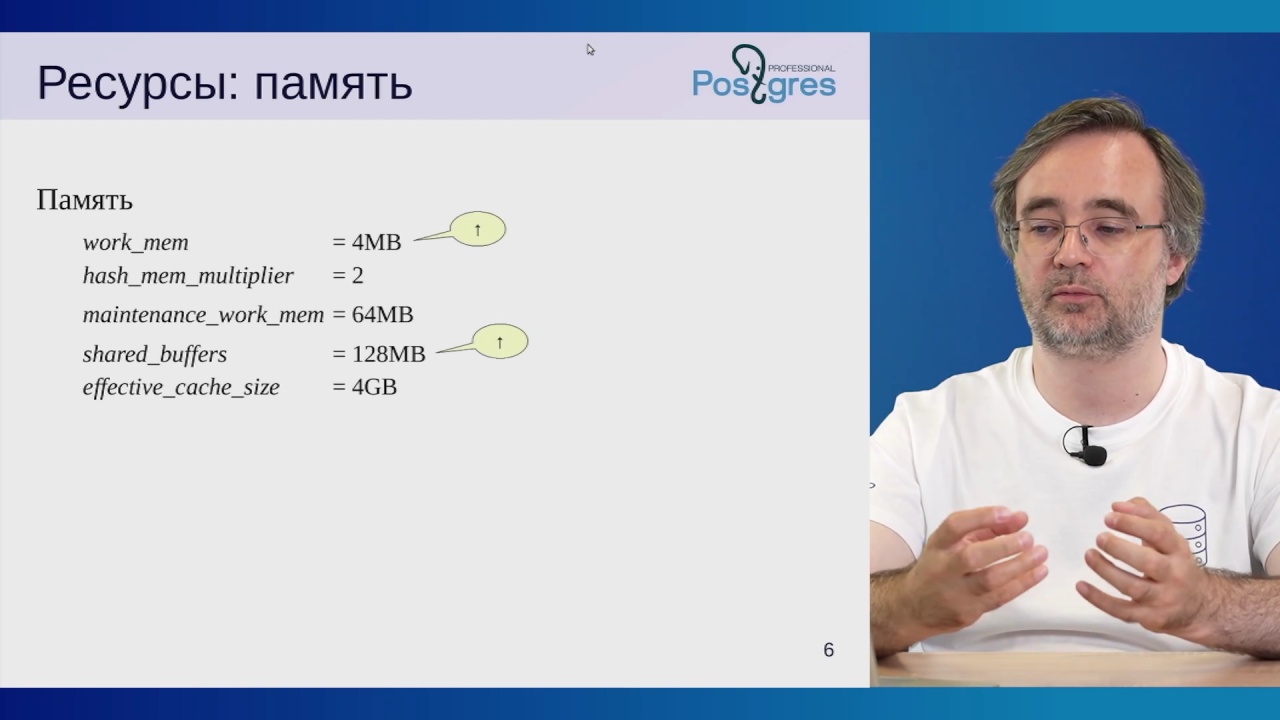 Ресурсы: память
PROFESSIONAL
Postgres
Память
work_mem = 4MB ↑
hash_mem_multiplier = 2
maintenance_work_mem = 64MB
shared_buffers = 128MB ↑
effective_cache_size = 4GB
6